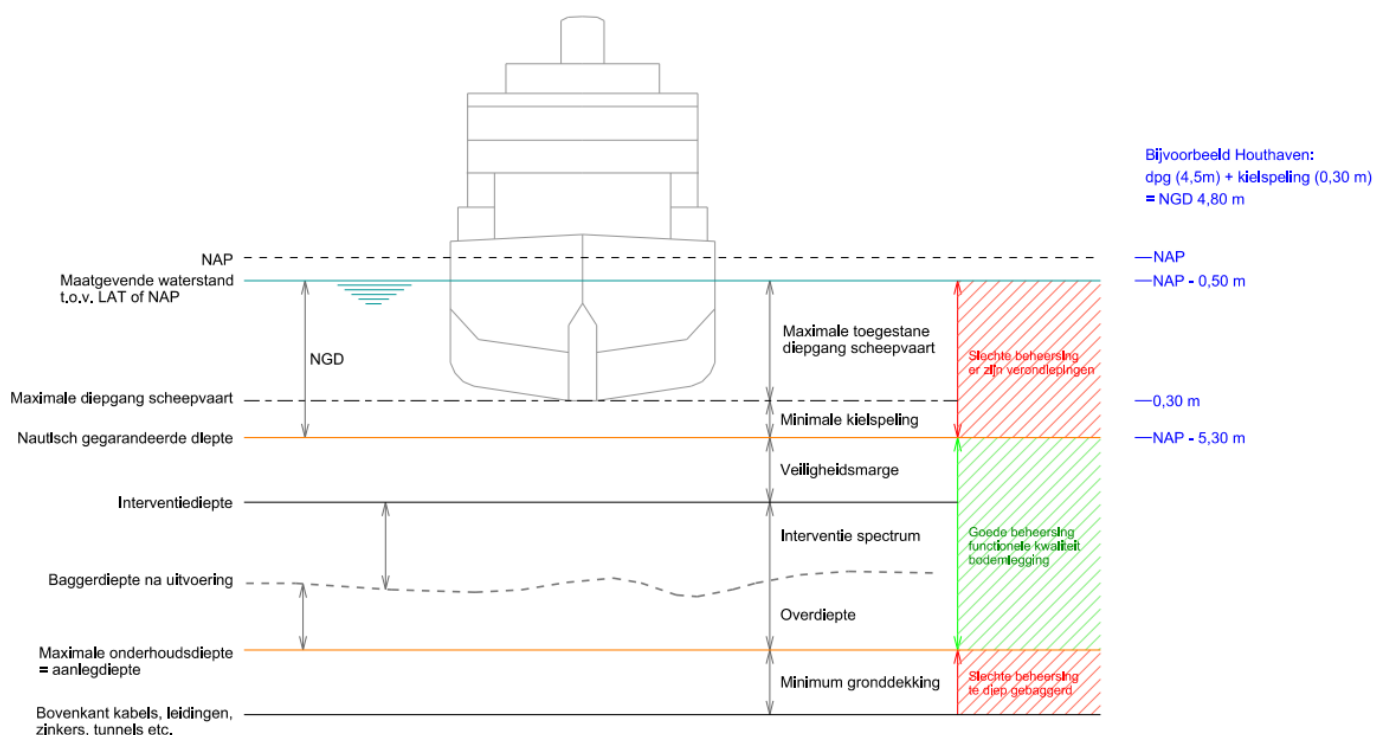 Bijvoorbeeld Houthaven:
dpg (4,5m) + kielspeling (0,30 m)
= NGD 4,80 m
NAP
NAP
Maatgevende waterstand
t.o.v. LAT of NAP
NAP - 0,50 m
Maximale toegestane
diepgang scheepvaart
NGD
Slechte beheersing
er zijn verondiepingen
Maximale diepgang scheepvaart
0,30 m
Minimale kielspeling
Nautisch gegarandeerde diepte
NAP - 5,30 m
Veiligheidsmarge
Interventiediepte
Interventie spectrum
Goede beheersing
functionele kwaliteit
bodemlegging
Baggerdiepte na uitvoering
Overdiepte
Maximale onderhoudsdiepte
= aanlegdiepte
Minimum gronddekking
Slechte beheersing
te diep gebaggerd
Bovenkant kabels, leidingen,
zinkers, tunnels etc.